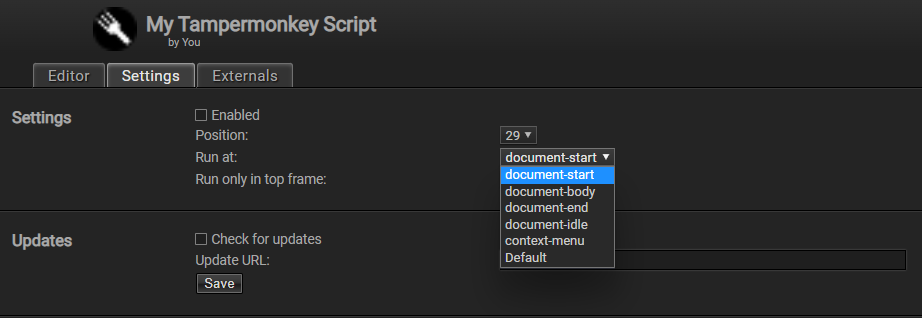 My Tampermonkey Script
by You
Editor Settings Externals
Settings
Enabled
Position: 29
Run at: document-start
Run only in top frame:
document-start
document-body
document-end
document-idle
context-menu
Default
Updates
Check for updates
Update URL:
Save